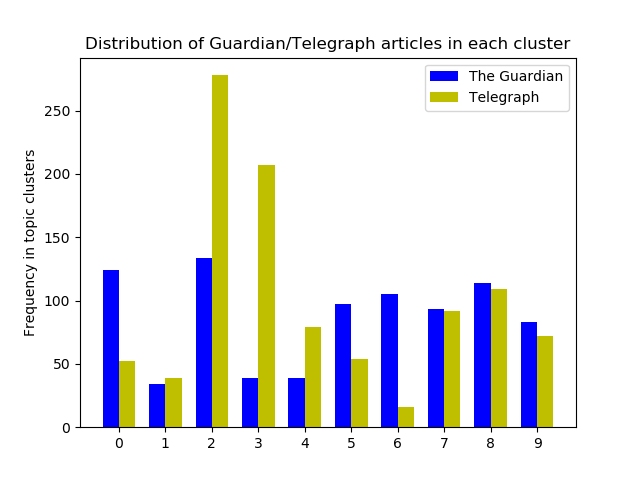 Distribution of Guardian/Telegraph articles in each cluster
The Guardian
Telegraph
Frequency in topic clusters
250
200
150
100
50
0
0 1 2 3 4 5 6 7 8 9